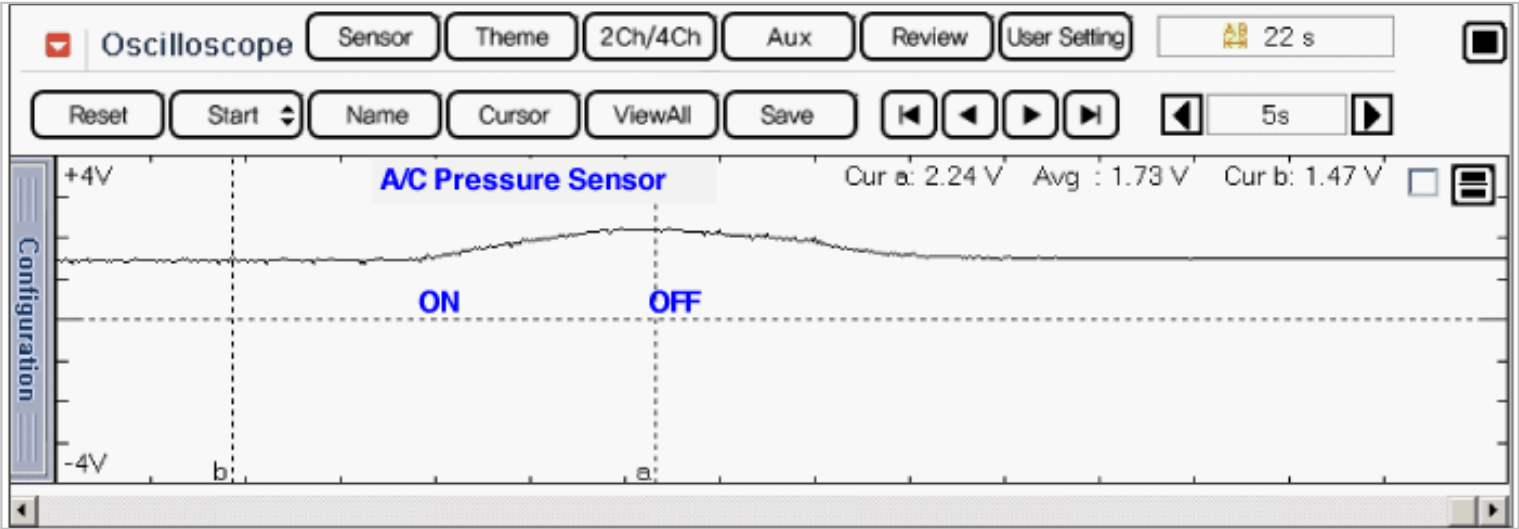 Oscilloscope Sensor Theme 2Ch/4Ch Aux Review User Setting AB 22 s
Reset Start Name Cursor ViewAll Save 5s
+4V A/C Pressure Sensor Cur a: 2.24 V Avg : 1.73 V Cur b: 1.47 V
Configuration
ON OFF
-4V b a